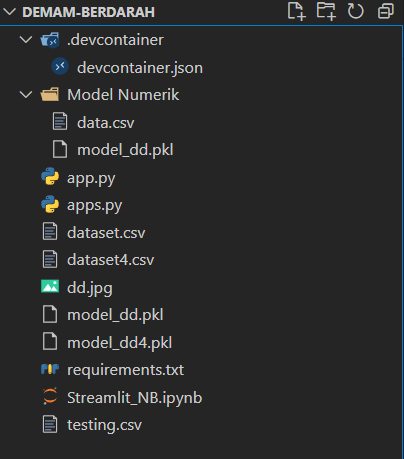 DEMAM-BERDARAH
.devcontainer
devcontainer.json
Model Numerik
data.csv
model_dd.pkl
app.py
apps.py
dataset.csv
dataset4.csv
dd.jpg
model_dd.pkl
model_dd4.pkl
requirements.txt
Streamlit_NB.ipynb
testing.csv